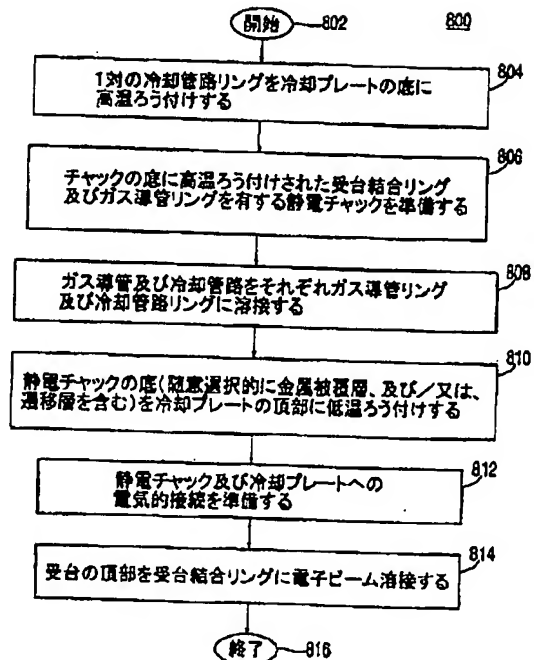 開始
802
800
1対の冷却管路リングを冷却プレートの底に
高温ろう付けする
804
チャックの底に高温ろう付けされた受台結合リング
及びガス導管リングを有する静電チャックを準備する
806
ガス導管及び冷却管路をそれぞれガス導管リング
及び冷却管路リングに溶接する
808
静電チャックの底(随意選択的に金属被覆層、及び/又は、
遷移層を含む)を冷却プレートの頂部に低温ろう付けする
810
静電チャック及び冷却プレートへの
電気的接続を準備する
812
受台の頂部を受台結合リングに電子ビーム溶接する
814
終了
816